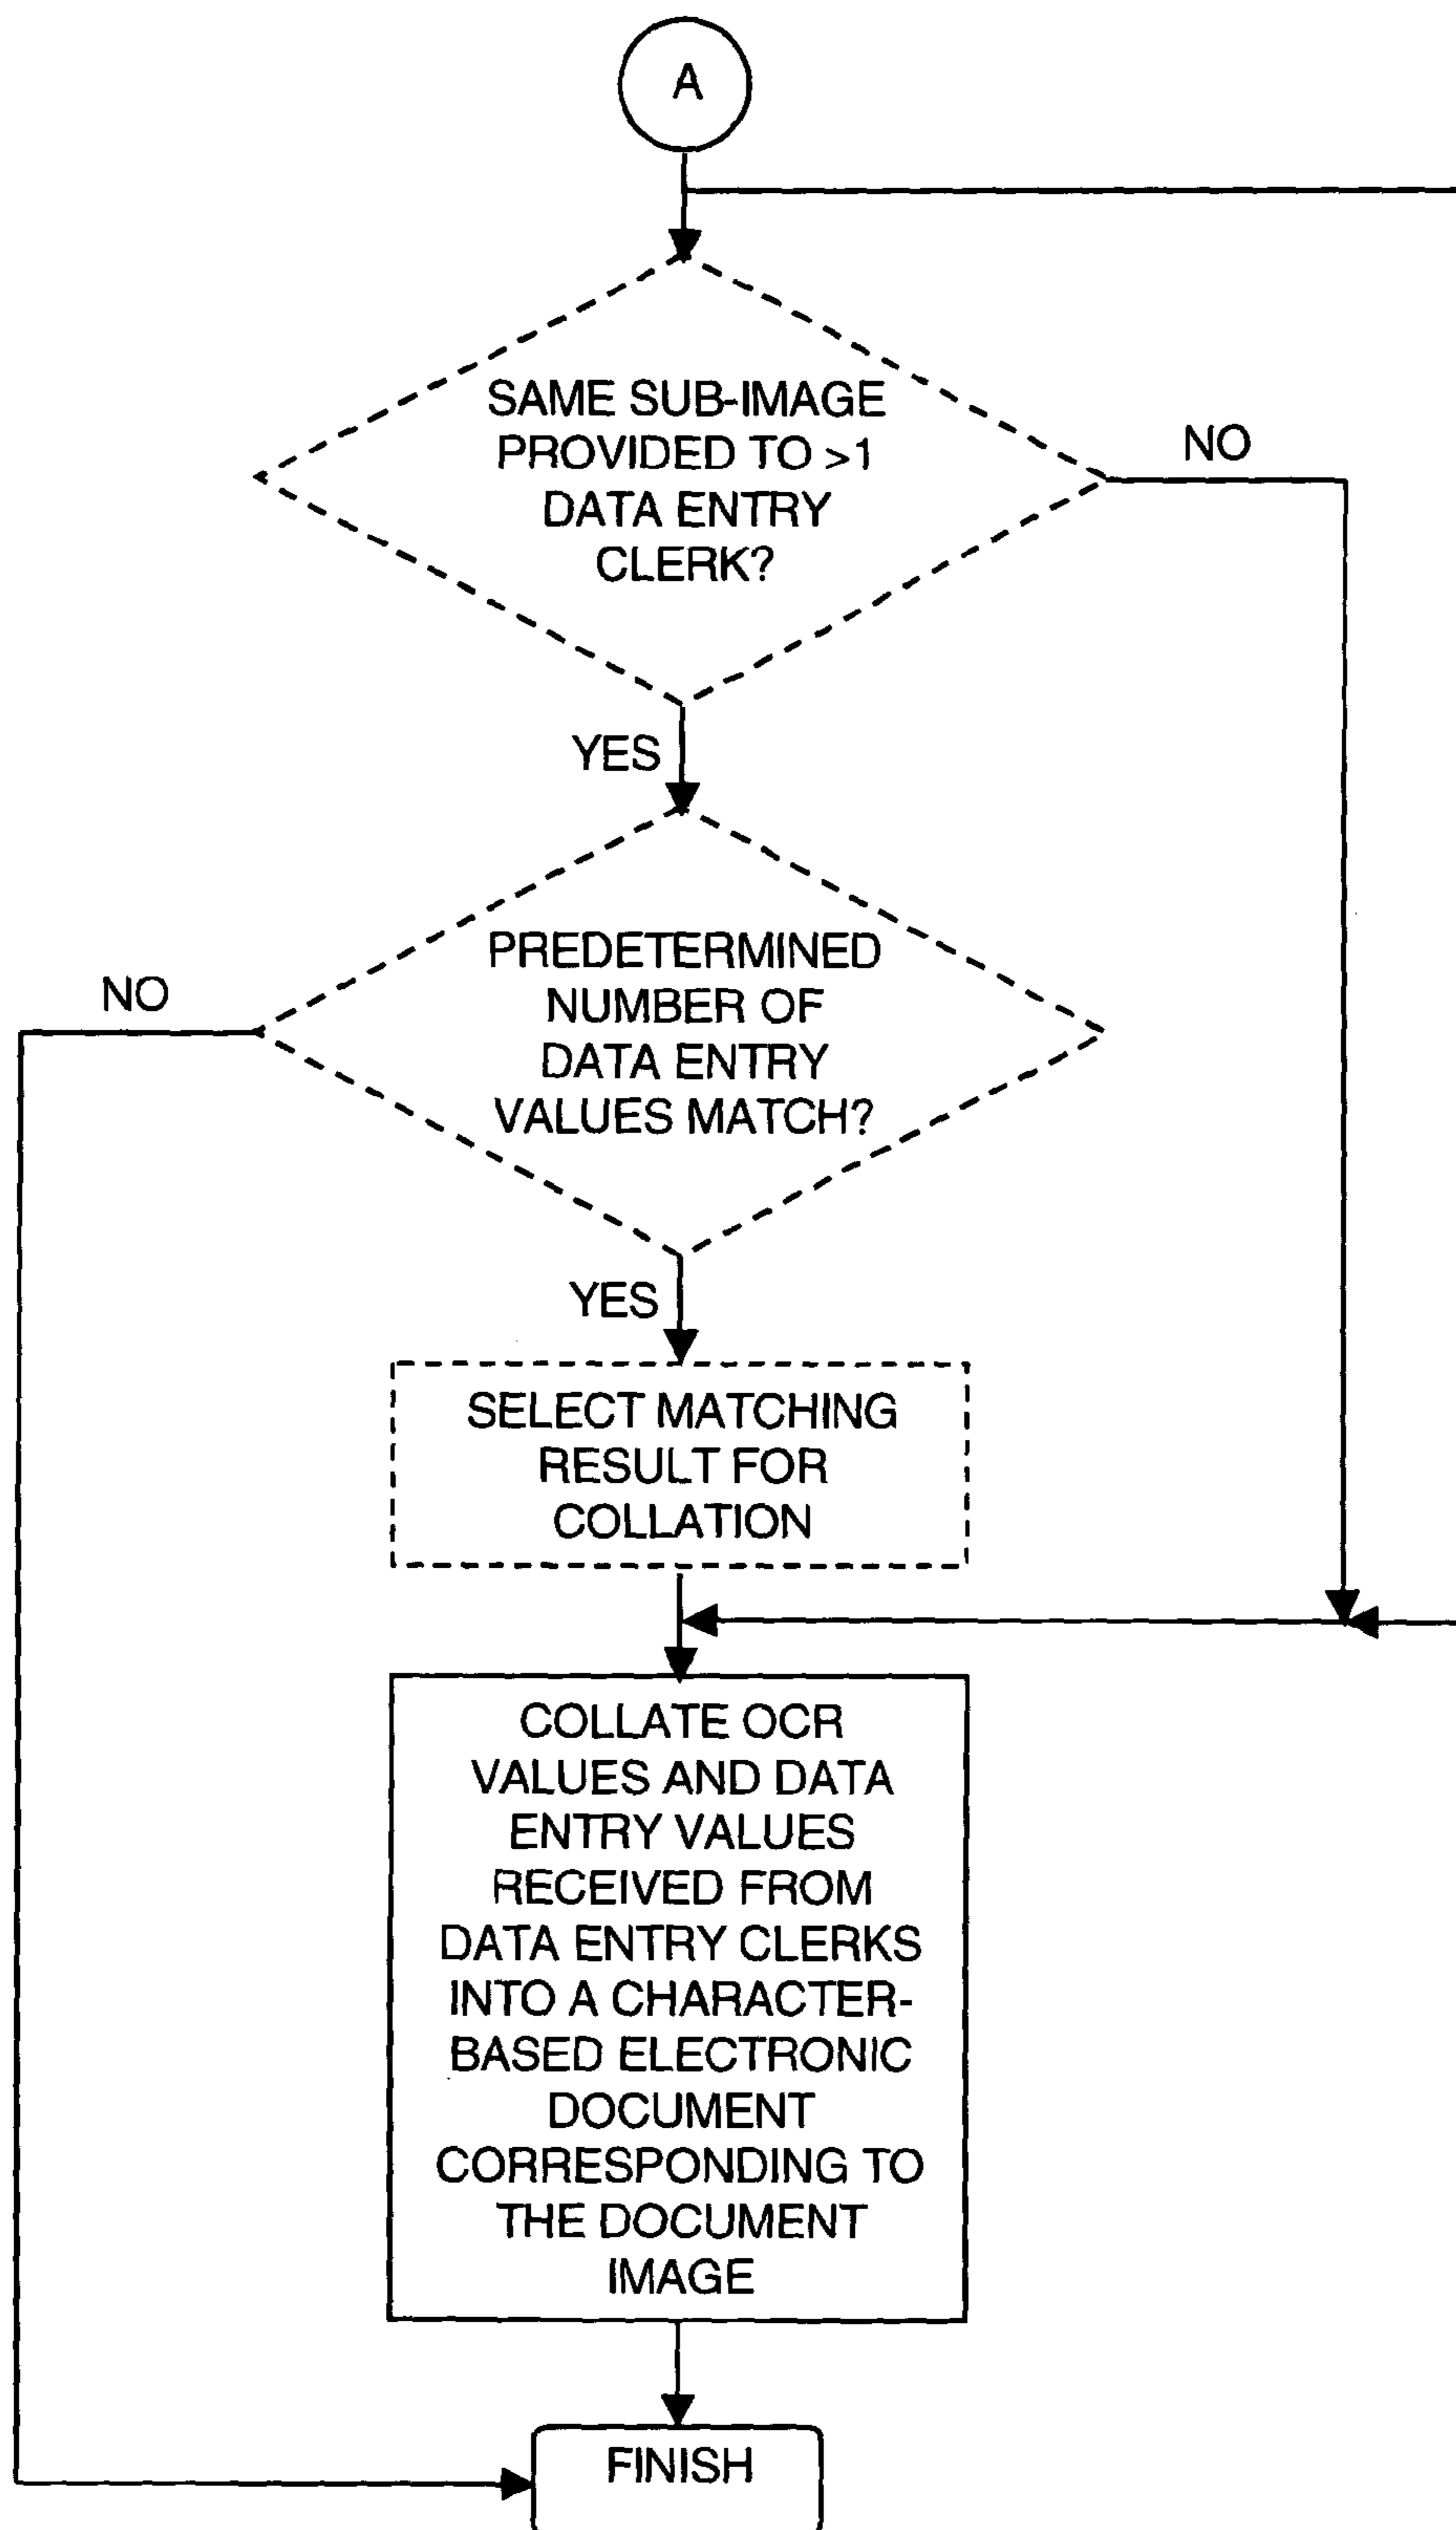 A
SAME SUB-IMAGE
PROVIDED TO >1
DATA ENTRY
CLERK?
NO
YES
PREDETERMINED
NUMBER OF
DATA ENTRY
VALUES MATCH?
NO
YES
SELECT MATCHING
RESULT FOR
COLLATION
COLLATE OCR
VALUES AND DATA
ENTRY VALUES
RECEIVED FROM
DATA ENTRY CLERKS
INTO A CHARACTER-
BASED ELECTRONIC
DOCUMENT
CORRESPONDING TO
THE DOCUMENT
IMAGE
FINISH